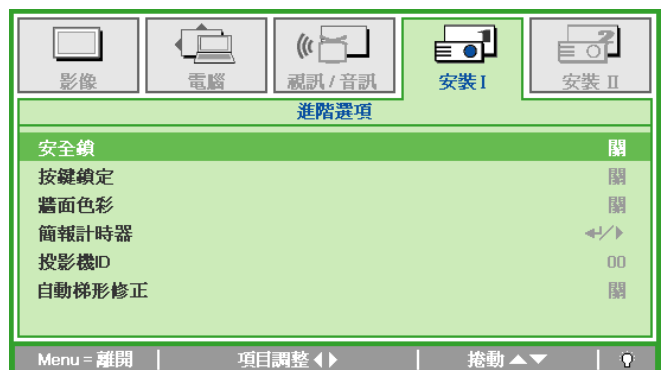 影像
電腦
視訊 / 音訊
安裝 I
安裝 II
進階選項
安全鎖 關
按鍵鎖定 關
牆面色彩 關
簡報計時器
投影機ID 00
自動梯形修正 關
Menu = 離開 項目調整 捲動